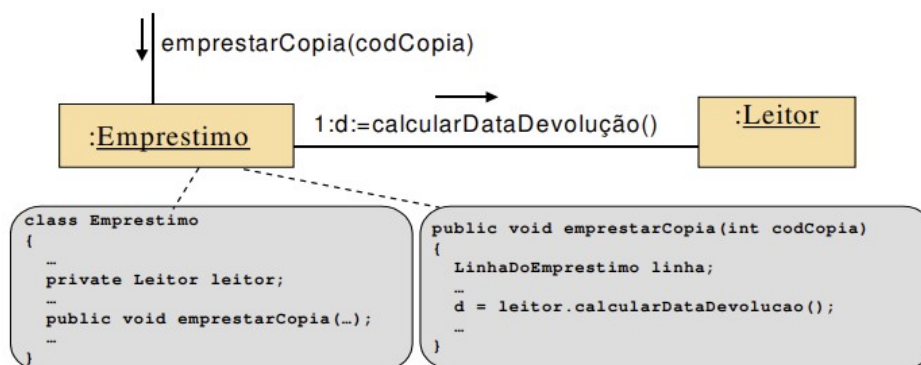 emprestarCopia(codCopia)
:Emprestimo
1:d:=calcularDataDevolução()
:Leitor
class Emprestimo
{
…
private Leitor leitor;
…
public void emprestarCopia(…);
…
}
public void emprestarCopia(int codCopia)
{
LinhaDoEmprestimo linha;
…
d = leitor.calcularDataDevolucao();
…
}